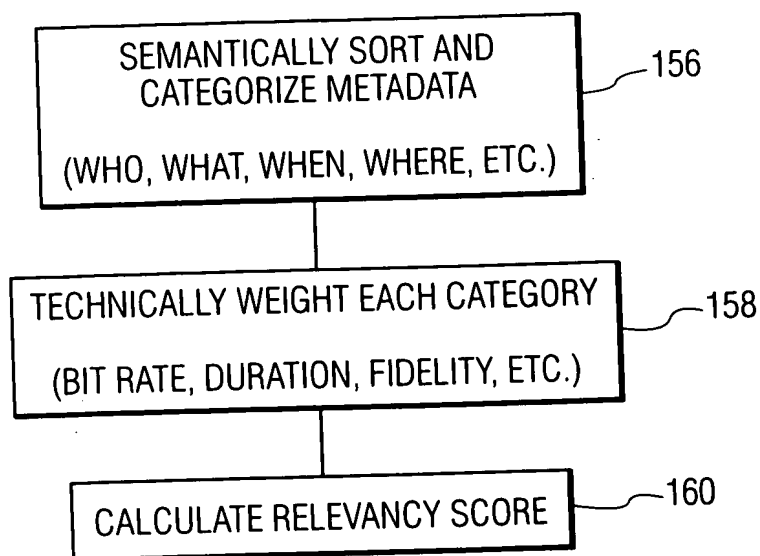 SEMANTICALLY SORT AND
CATEGORIZE METADATA
(WHO, WHAT, WHEN, WHERE, ETC.)
156
TECHNICALLY WEIGHT EACH CATEGORY
(BIT RATE, DURATION, FIDELITY, ETC.)
158
CALCULATE RELEVANCY SCORE
160